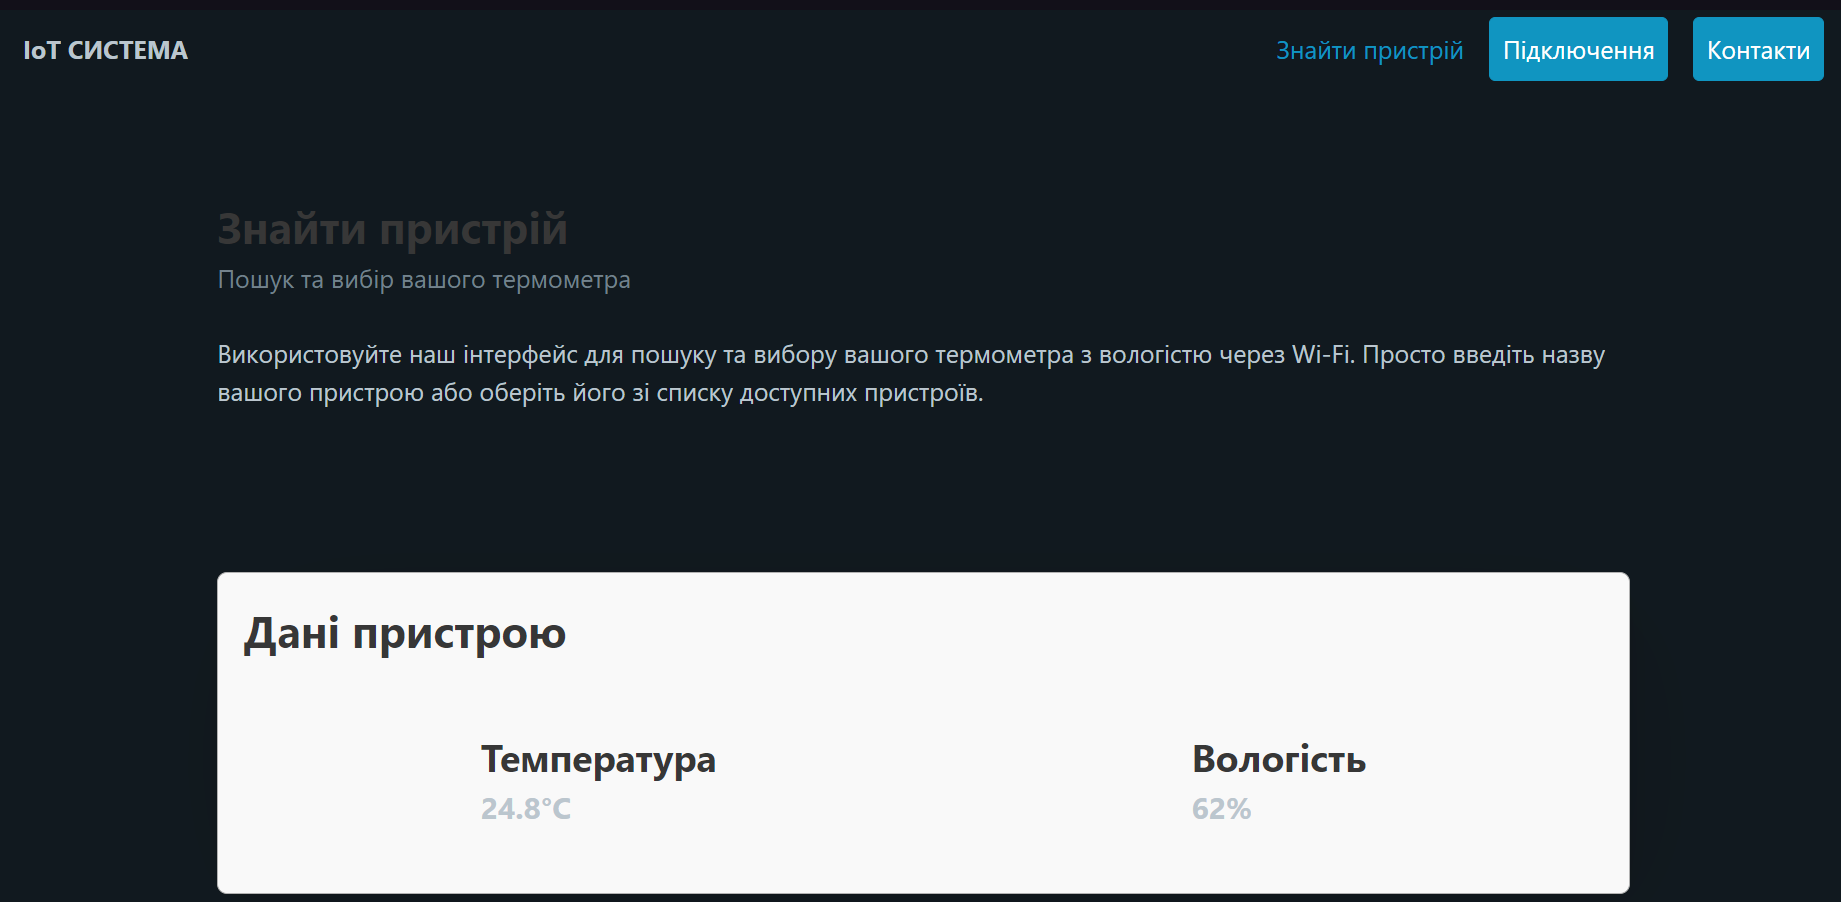 IoT СИСТЕМА
Знайти пристрій
Підключення
Контакти
Знайти пристрій
Пошук та вибір вашого термометра
Використовуйте наш інтерфейс для пошуку та вибору вашого термометра з вологістю через Wi-Fi. Просто введіть назву
вашого пристрою або оберіть його зі списку доступних пристроїв.
Дані пристрою
Температура
24.8°C
Вологість
62%